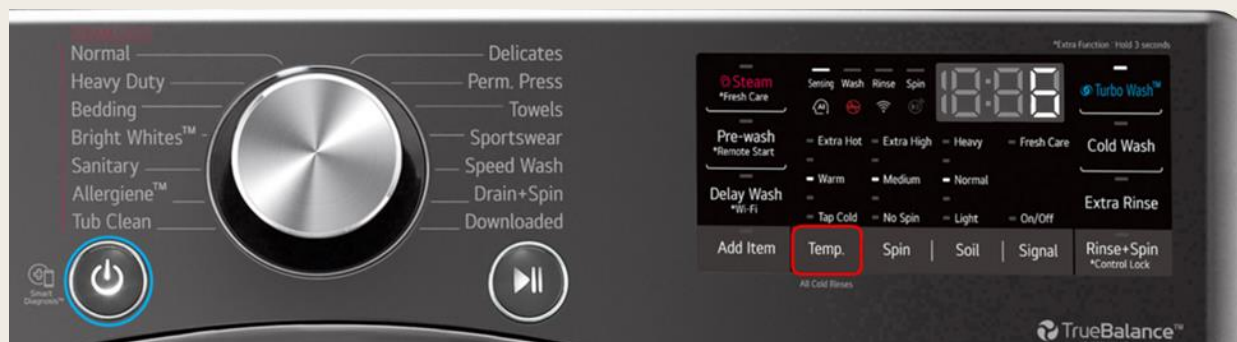 Normal
Heavy Duty
Bedding
Bright Whites™
Sanitary
Allergiene™
Tub Clean
Delicates
Perm. Press
Towels
Sportswear
Speed Wash
Drain+Spin
Downloaded
Smart
Diagnosis™
*Extra Function : Hold 3 seconds
Steam
*Fresh Care
Sensing Wash Rinse Spin
Turbo Wash™
Pre-wash
*Remote Start
Extra Hot Extra High Heavy Fresh Care
Cold Wash
Delay Wash
*Wi-Fi
Warm Medium Normal
Extra Rinse
Tap Cold No Spin Light On/Off
Add Item Temp. Spin Soil Signal Rinse+Spin
*Control Lock
All Cold Rinses
TrueBalance™